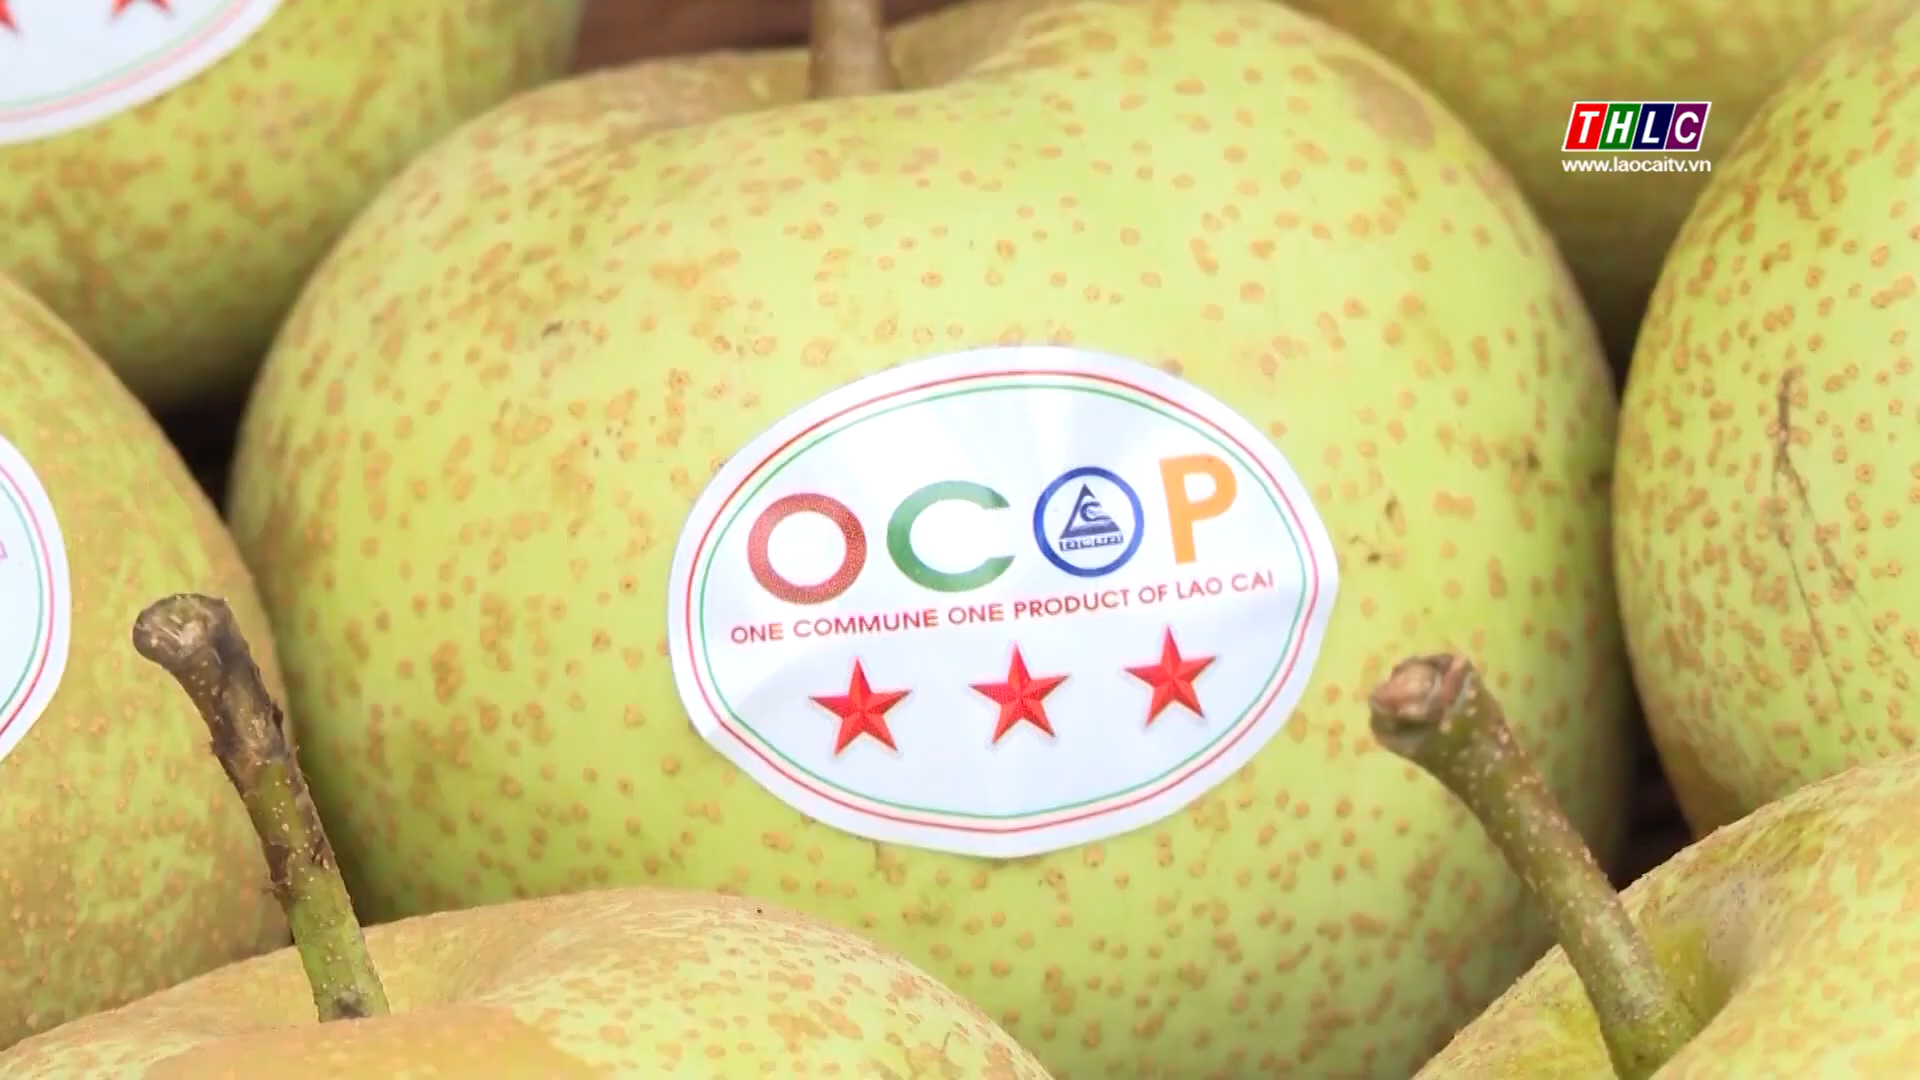 THLC
www.laocaitv.vn
OCOP
ONE COMMUNE ONE PRODUCT OF LAO CAI